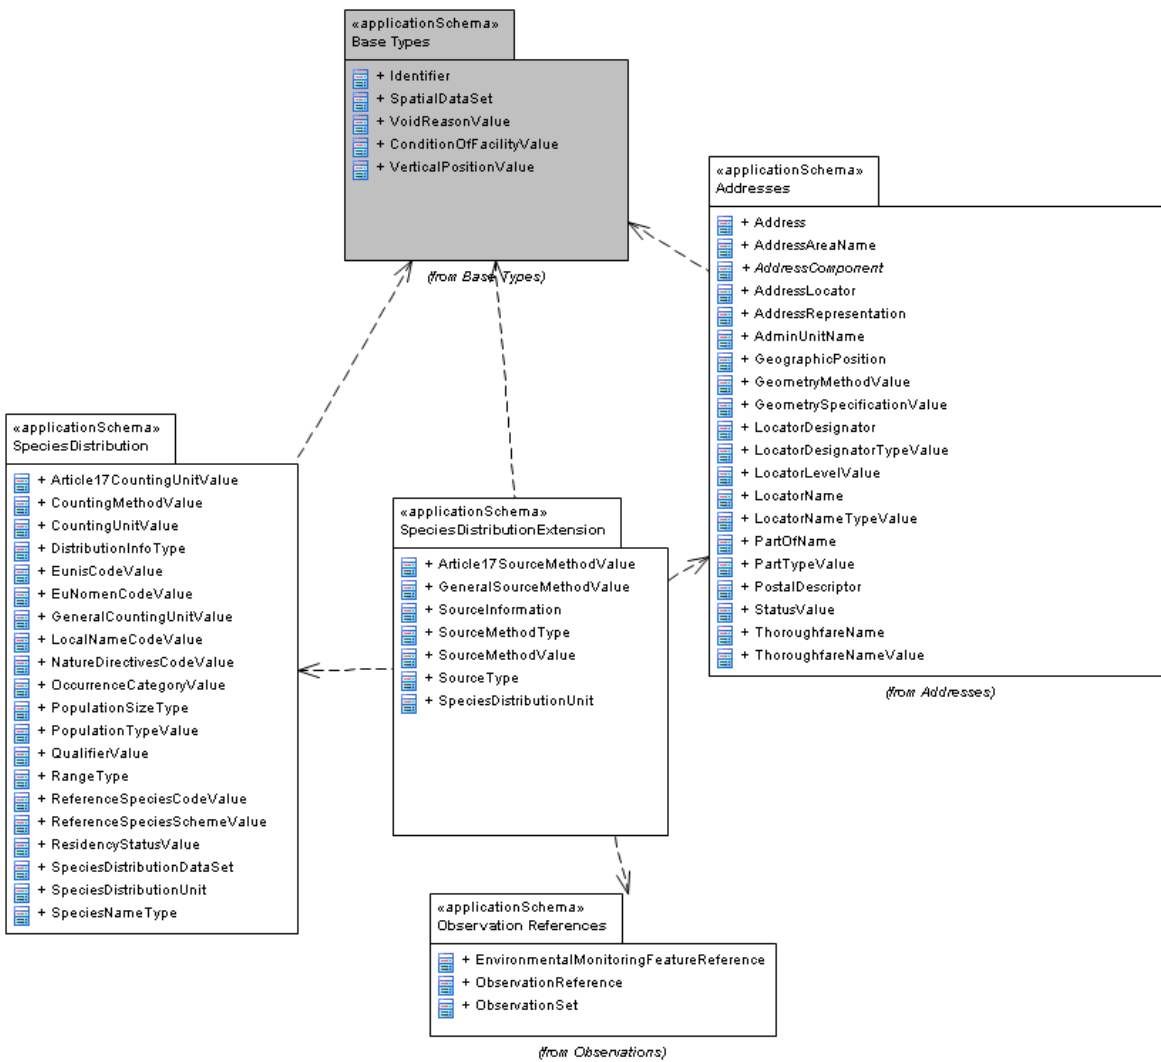 «applicationSchema»
Base Types
+ Identifier
+ SpatialDataSet
+ VoidReasonValue
+ ConditionOfFacilityValue
+ VerticalPositionValue
(from Base Types)
«applicationSchema»
Addresses
+ Address
+ AddressAreaName
+ AddressComponent
+ AddressLocator
+ AddressRepresentation
+ AdminUnitName
+ GeographicPosition
+ GeometryMethodValue
+ GeometrySpecificationValue
+ LocatorDesignator
+ LocatorDesignatorTypeValue
+ LocatorLevelValue
+ LocatorName
+ LocatorNameTypeValue
+ PartOfName
+ PartTypeValue
+ PostalDescriptor
+ StatusValue
+ ThoroughfareName
+ ThoroughfareNameValue
(from Addresses)
«applicationSchema»
SpeciesDistribution
+ Article17CountingUnitValue
+ CountingMethodValue
+ CountingUnitValue
+ DistributionInfoType
+ EunisCodeValue
+ EuNomenCodeValue
+ GeneralCountingUnitValue
+ LocalNameCodeValue
+ NatureDirectivesCodeValue
+ OccurrenceCategoryValue
+ PopulationSizeType
+ PopulationTypeValue
+ QualifierValue
+ RangeType
+ ReferenceSpeciesCodeValue
+ ReferenceSpeciesSchemeValue
+ ResidencyStatusValue
+ SpeciesDistributionDataSet
+ SpeciesDistributionUnit
+ SpeciesNameType
«applicationSchema»
SpeciesDistributionExtension
+ Article17SourceMethodValue
+ GeneralSourceMethodValue
+ SourceInformation
+ SourceMethodType
+ SourceMethodValue
+ SourceType
+ SpeciesDistributionUnit
«applicationSchema»
Observation References
+ EnvironmentalMonitoringFeatureReference
+ ObservationReference
+ ObservationSet
(from Observations)